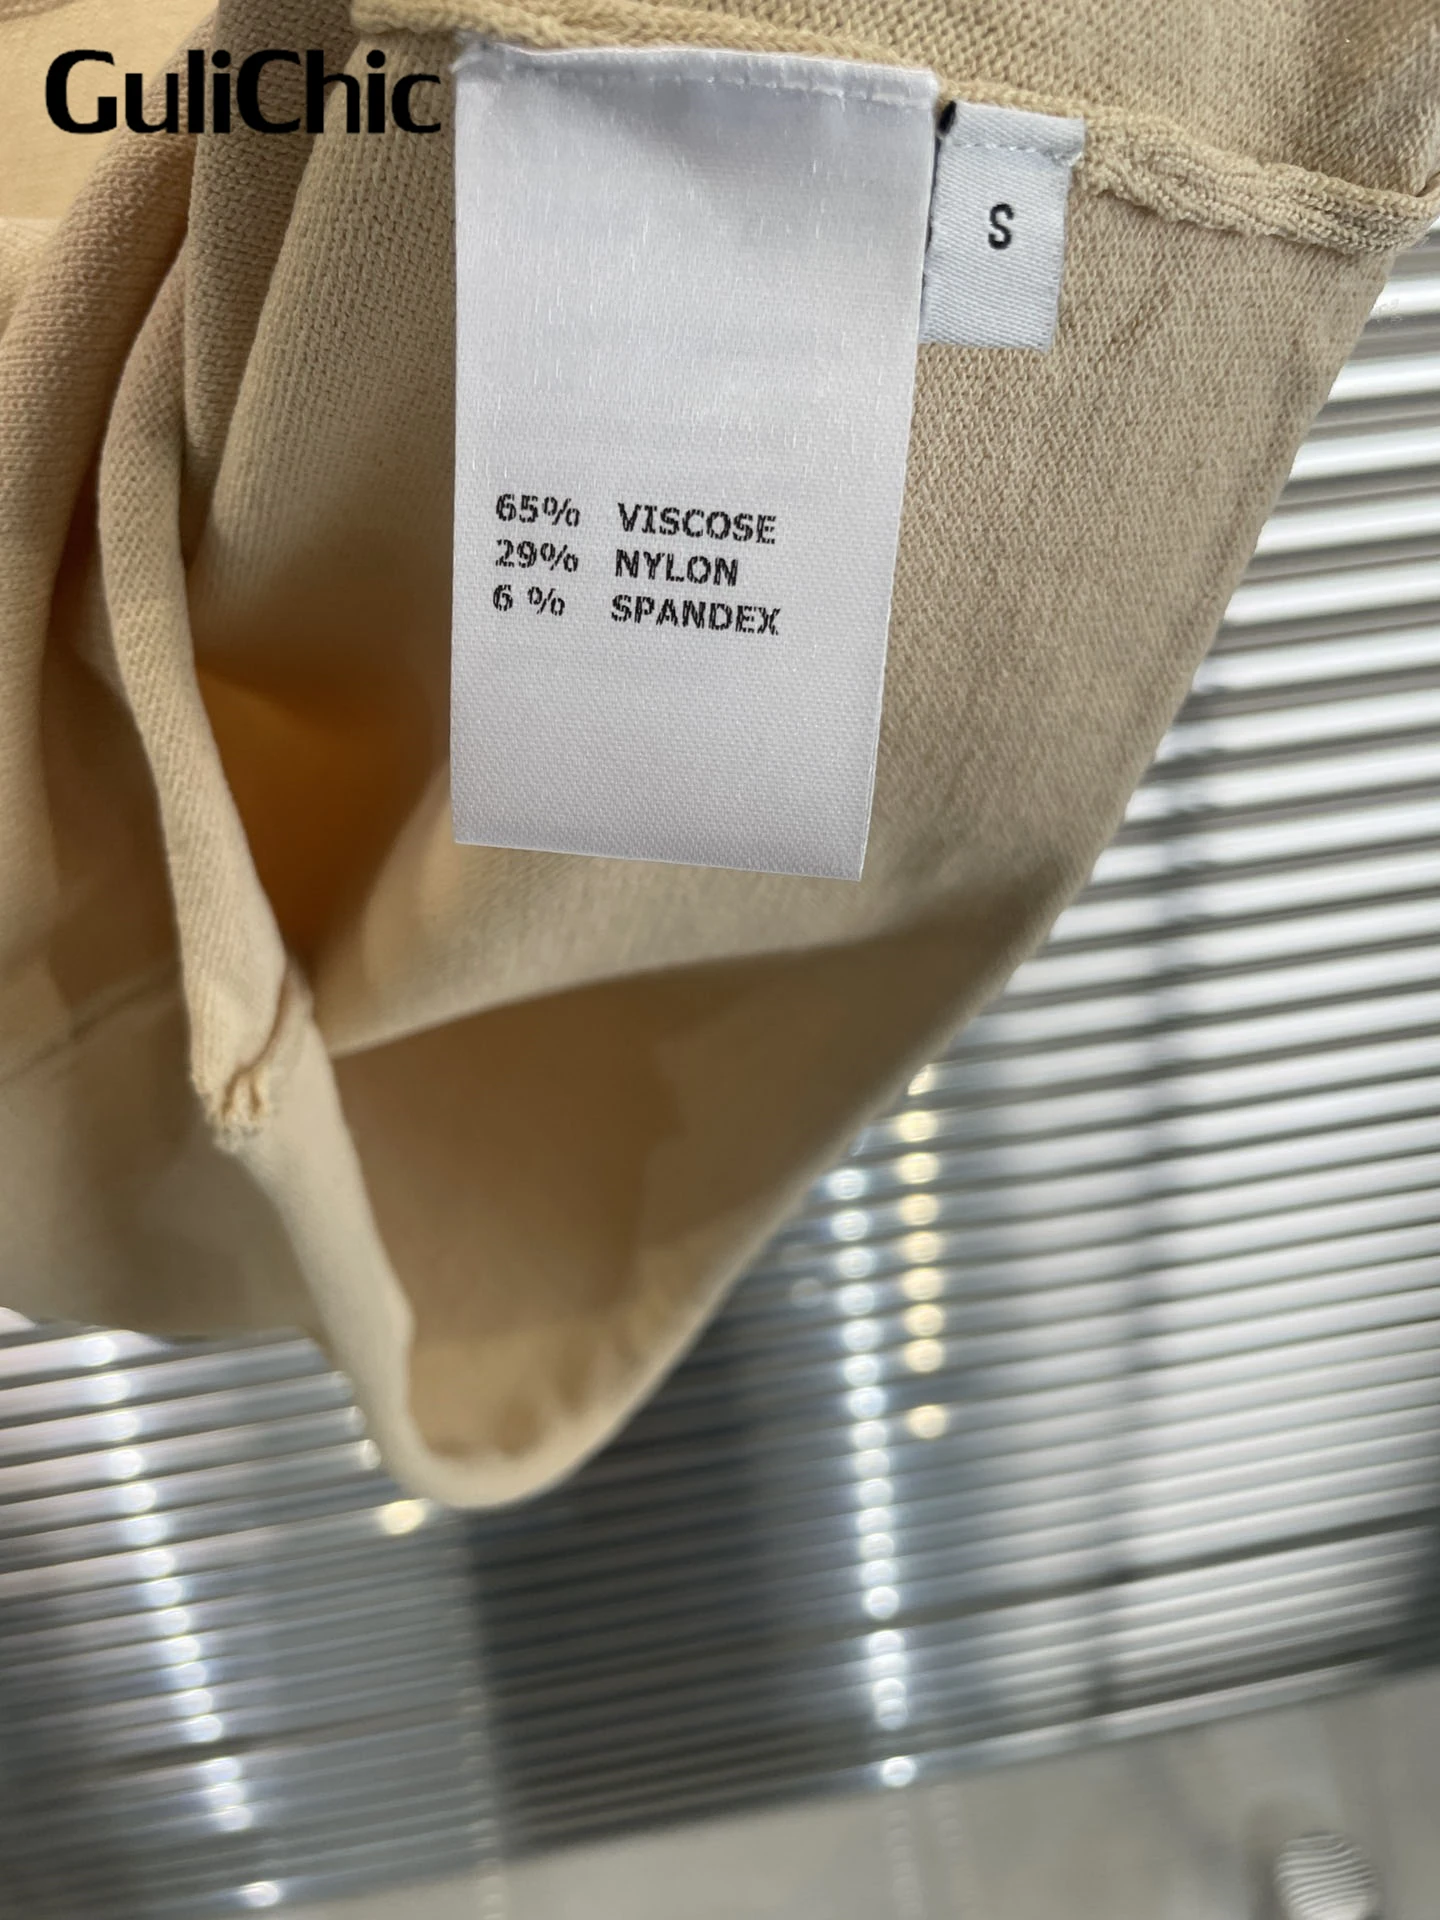 GuliChic
S
65% VISCOSE
29% NYLON
6 % SPANDEX